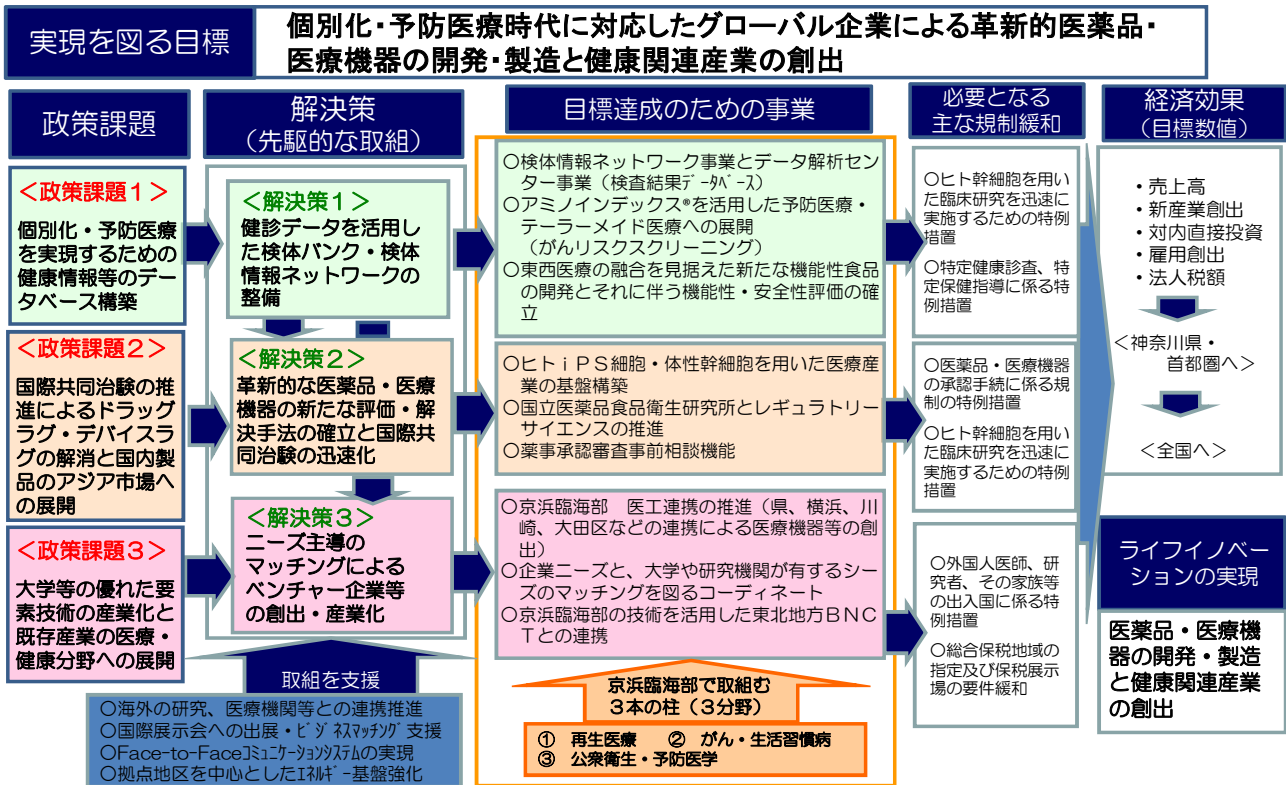 実現を図る目標
個別化・予防医療時代に対応したグローバル企業による革新的医薬品・
医療機器の開発・製造と健康関連産業の創出
政策課題
解決策
（先駆的な取組）
目標達成のための事業
必要となる
主な規制緩和
経済効果
（目標数値）
＜政策課題１＞
個別化・予防医療
を実現するための
健康情報等のデー
タベース構築
＜解決策１＞
健診データを活用し
た検体バンク・検体
情報ネットワークの
整備
○検体情報ネットワーク事業とデータ解析セン
ター事業（検査結果ﾃﾞｰﾀﾍﾞｰｽ）
○アミノインデックス®を活用した予防医療・
テーラーメイド医療への展開
（がんリスクスクリーニング）
○東西医療の融合を見据えた新たな機能性食品
の開発とそれに伴う機能性・安全性評価の確
立
○ヒト幹細胞を用い
た臨床研究を迅速に
実施するための特例
措置
○特定健康診査、特
定保健指導に係る特
例措置
・売上高
・新産業創出
・対内直接投資
・雇用創出
・法人税額
＜神奈川県・
首都圏へ＞
＜全国へ＞
＜政策課題２＞
国際共同治験の推
進によるドラッグ
ラグ・デバイスラ
グの解消と国内製
品のアジア市場へ
の展開
＜解決策２＞
革新的な医薬品・医療
機器の新たな評価・解
決手法の確立と国際共
同治験の迅速化
○ヒトｉＰＳ細胞・体性幹細胞を用いた医療産
業の基盤構築
○国立医薬品食品衛生研究所とレギュラトリー
サイエンスの推進
○薬事承認審査事前相談機能
○医薬品・医療機器
の承認手続に係る規
制の特例措置
○ヒト幹細胞を用い
た臨床研究を迅速に
実施するための特例
措置
＜政策課題３＞
大学等の優れた要
素技術の産業化と
既存産業の医療・
健康分野への展開
＜解決策３＞
ニーズ主導の
マッチングによる
ベンチャー企業等
の創出・産業化
○京浜臨海部　医工連携の推進（県、横浜、川
崎、大田区などの連携による医療機器等の創
出）
○企業ニーズと、大学や研究機関が有するシー
ズのマッチングを図るコーディネート
○京浜臨海部の技術を活用した東北地方ＢＮＣ
Ｔとの連携
○外国人医師、研
究者、その家族等
の出入国に係る特
例措置
○総合保税地域の
指定及び保税展示
場の要件緩和
ライフイノベー
ションの実現
医薬品・医療機
器の開発・製造
と健康関連産業
の創出
取組を支援
○海外の研究、医療機関等との連携推進
○国際展示会への出展・ﾋﾞｼﾞﾈｽﾏｯﾁﾝｸﾞ支援
○Face-to-Faceｺﾐｭﾆｹｰｼｮﾝｼｽﾃﾑの実現
○拠点地区を中心としたｴﾈﾙｷﾞｰ基盤強化
京浜臨海部で取組む
３本の柱（３分野）
①　再生医療　②　がん・生活習慣病
③　公衆衛生・予防医学